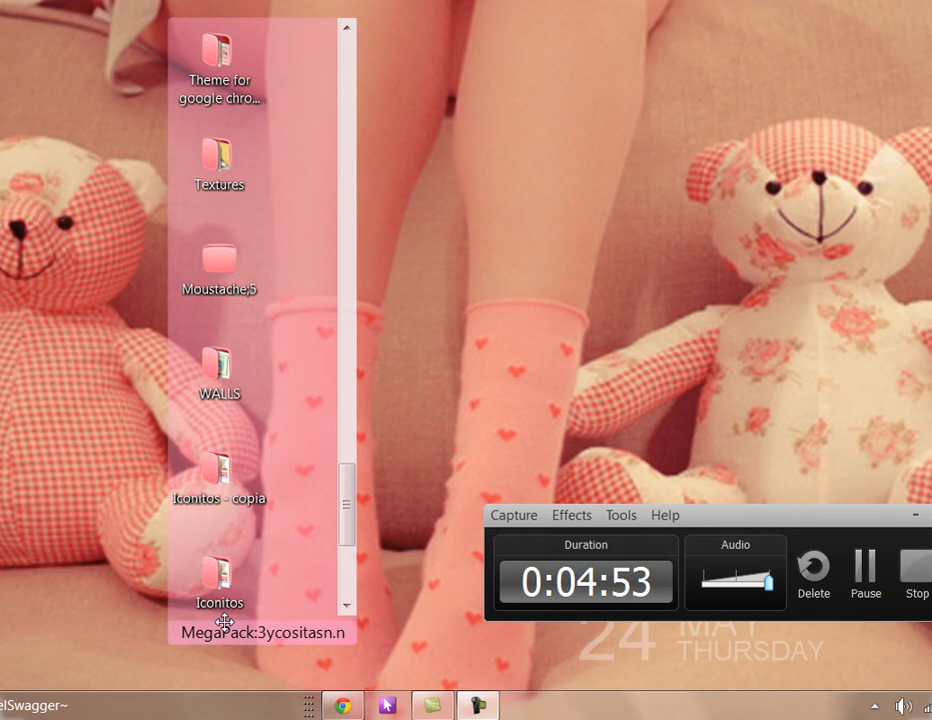 Theme for
google chro...
Textures
Moustache;5
WALLS
Iconitos - copia
Iconitos
MegaPack:3ycositasn.n
Capture Effects Tools Help
Duration
Audio
0:04:53
Delete
Pause
Stop
24 MAY
THURSDAY
elSwagger~